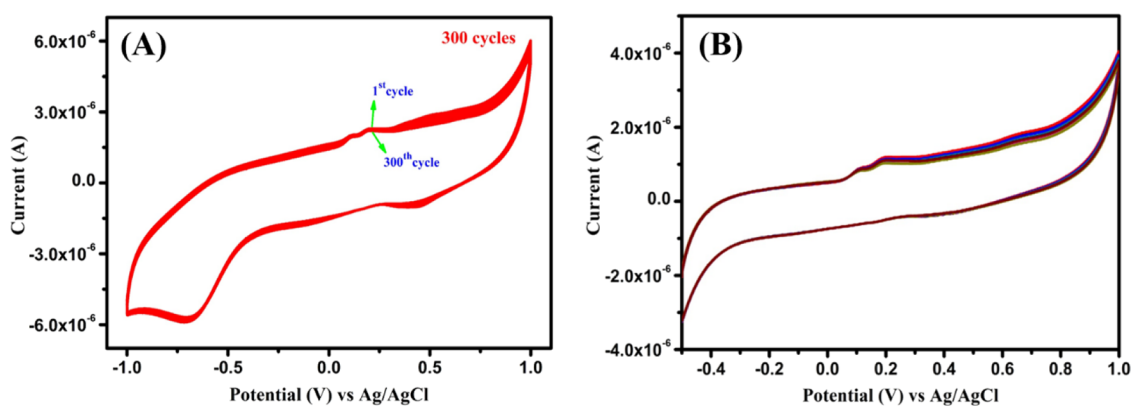 (A)
300 cycles
6.0x10-6
3.0x10-6
0.0
-3.0x10-6
-6.0x10-6
1st cycle
300th cycle
-1.0 -0.5 0.0 0.5 1.0
Potential (V) vs Ag/AgCl
Current (A)
(B)
4.0x10-6
2.0x10-6
0.0
-2.0x10-6
-4.0x10-6
-0.4 -0.2 0.0 0.2 0.4 0.6 0.8 1.0
Potential (V) vs Ag/AgCl
Current (A)